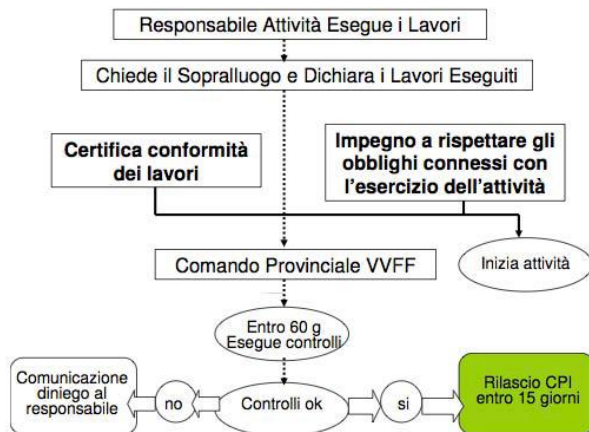 Responsabile Attività Esegue i Lavori
Chiede il Sopralluogo e Dichiara i Lavori Eseguiti
Certifica conformità
dei lavori
Impegno a rispettare gli
obblighi connessi con
l'esercizio dell'attività
Comando Provinciale VVFF
Inizia attività
Entro 60 g
Esegue controlli
Comunicazione
diniego al
responsabile
no
Controlli ok
si
Rilascio CPI
entro 15 giorni